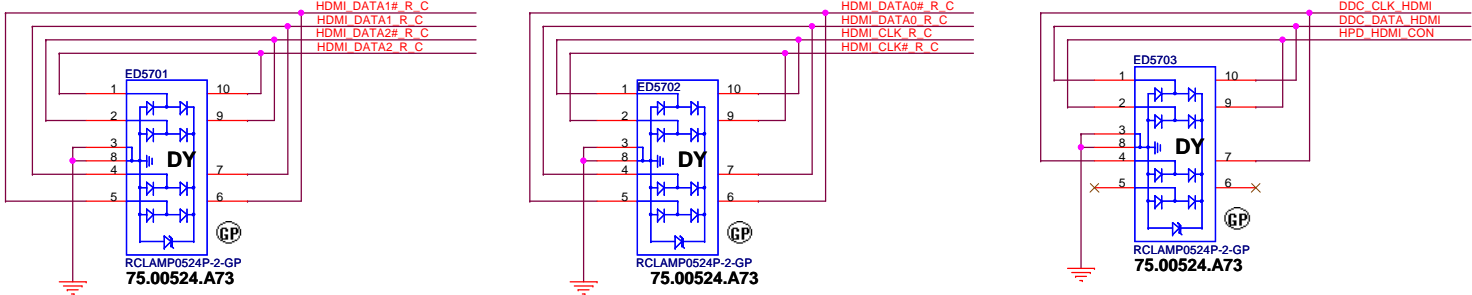 HDMI_DATA1#_R_C
HDMI_DATA1_R_C
HDMI_DATA2#_R_C
HDMI_DATA2_R_C
ED5701
1
10
2
9
3
8
DY
4
7
5
6
GP
RCLAMP0524P-2-GP
75.00524.A73
HDMI_DATA0#_R_C
HDMI_DATA0_R_C
HDMI_CLK_R_C
HDMI_CLK#_R_C
ED5702
1
10
2
9
3
8
DY
4
7
5
6
GP
RCLAMP0524P-2-GP
75.00524.A73
DDC_CLK_HDMI
DDC_DATA_HDMI
HPD_HDMI_CON
ED5703
1
10
2
9
3
8
DY
4
7
5
6
GP
RCLAMP0524P-2-GP
75.00524.A73